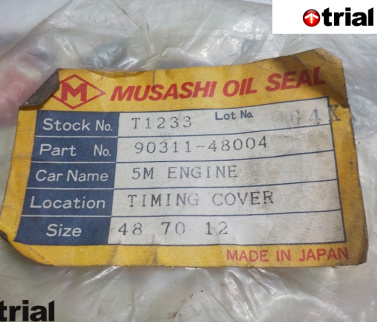 trial
M MUSASHI OIL SEAL
Stock No. T1233 Lot No.
Part No. 90311-48004
Car Name 5M ENGINE
Location TIMING COVER
Size 48 70 12
MADE IN JAPAN
trial